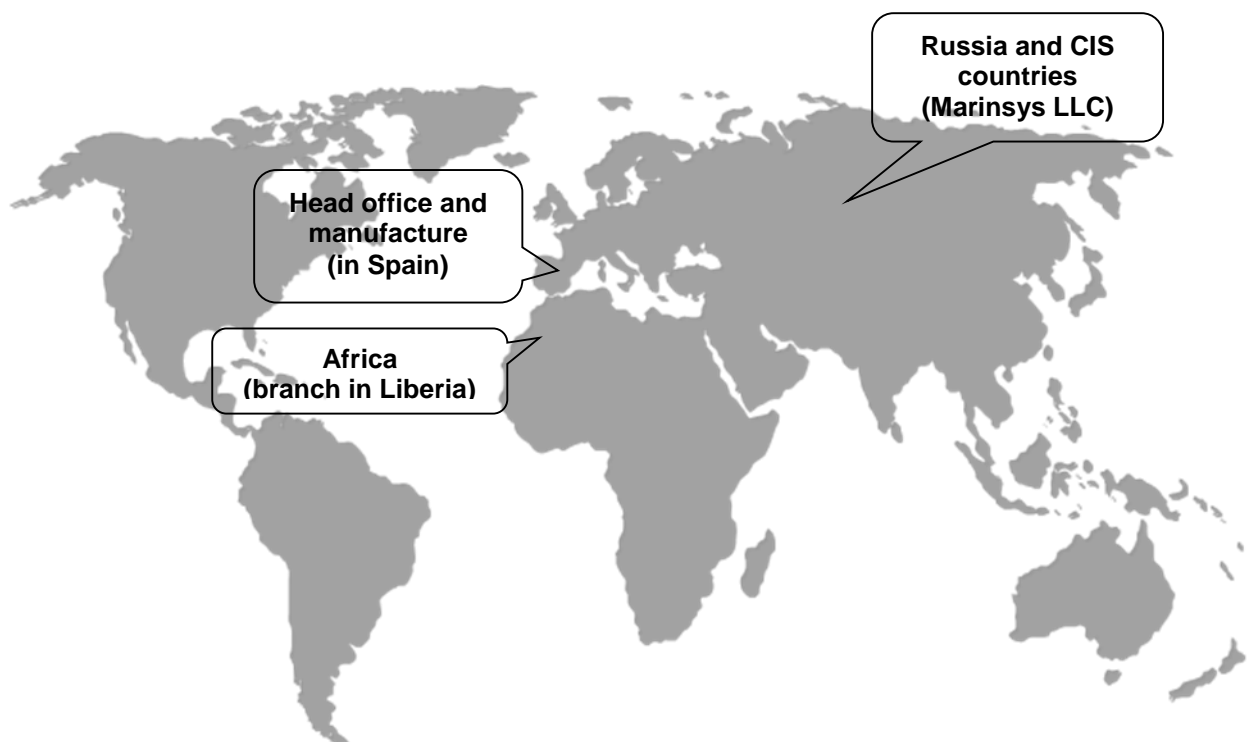 Russia and CIS
countries
(Marinsys LLC)
Head office and
manufacture
(in Spain)
Africa
(branch in Liberia)